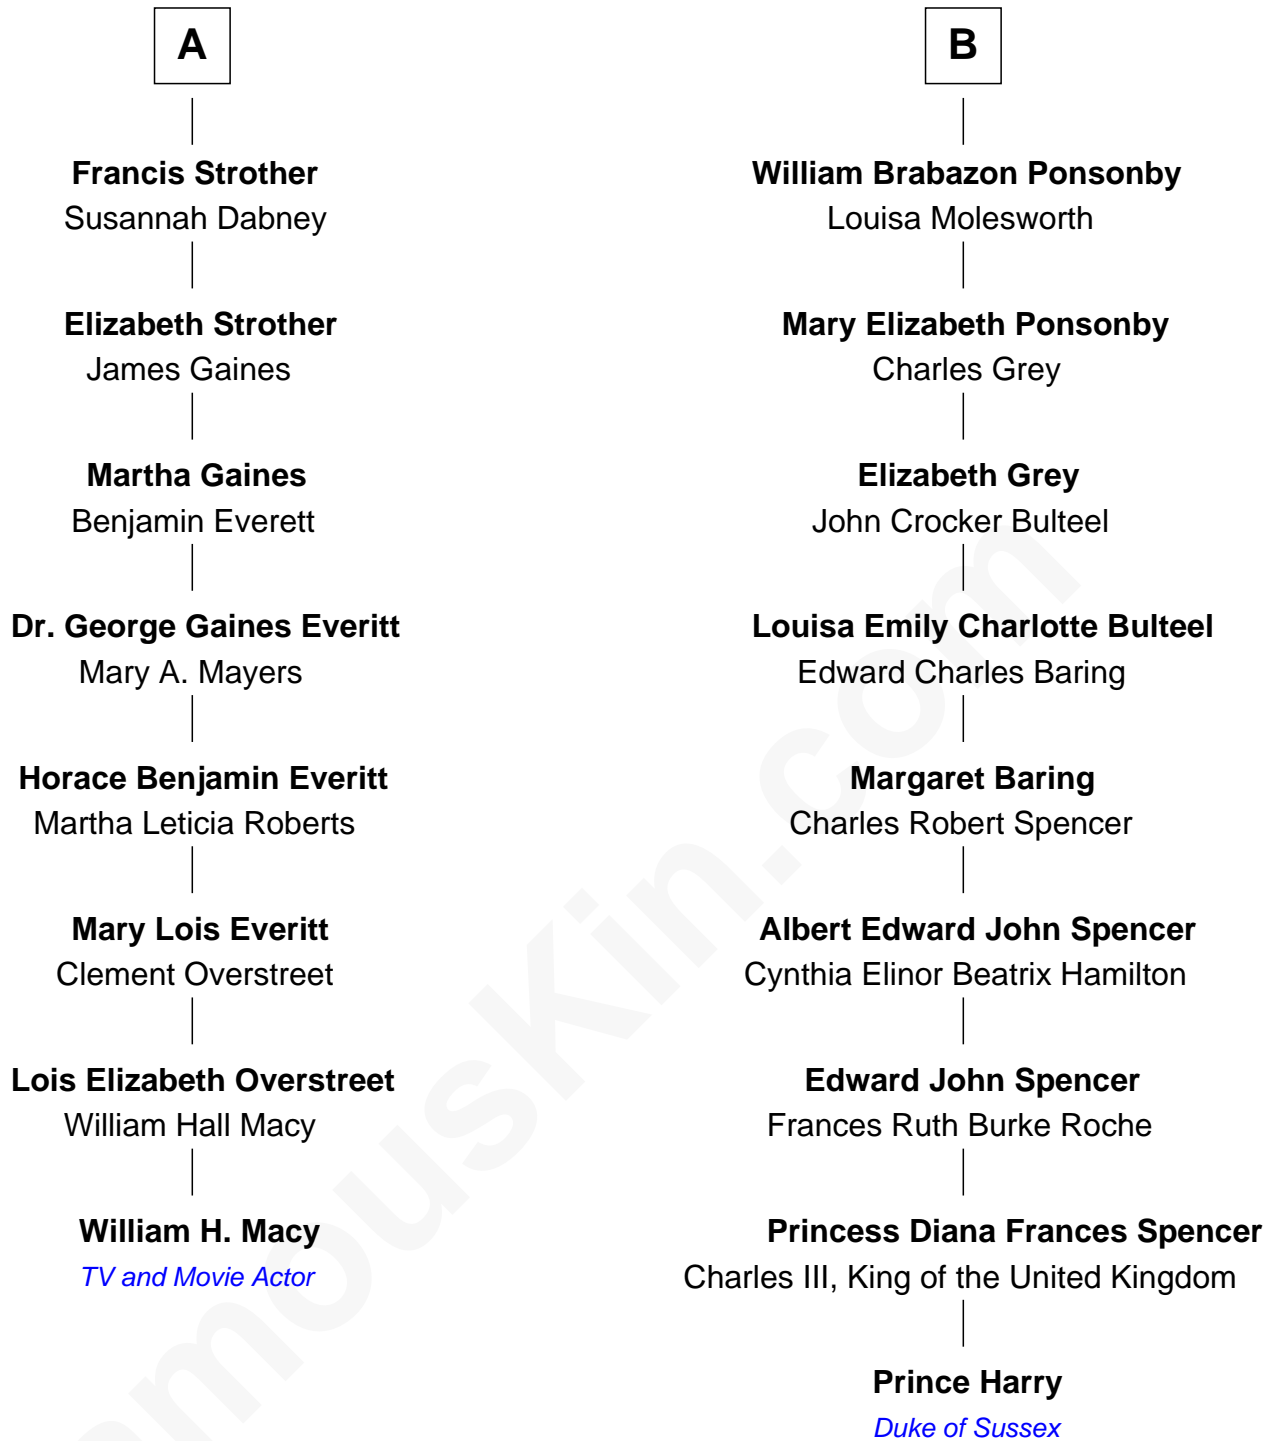 A
Francis Strother
Susannah Dabney
Elizabeth Strother
James Gaines
Martha Gaines
Benjamin Everett
Dr. George Gaines Everitt
Mary A. Mayers
Horace Benjamin Everitt
Martha Leticia Roberts
Mary Lois Everitt
Clement Overstreet
Lois Elizabeth Overstreet
William Hall Macy
William H. Macy
TV and Movie Actor
B
William Brabazon Ponsonby
Louisa Molesworth
Mary Elizabeth Ponsonby
Charles Grey
Elizabeth Grey
John Crocker Bulteel
Louisa Emily Charlotte Bulteel
Edward Charles Baring
Margaret Baring
Charles Robert Spencer
Albert Edward John Spencer
Cynthia Elinor Beatrix Hamilton
Edward John Spencer
Frances Ruth Burke Roche
Princess Diana Frances Spencer
Charles III, King of the United Kingdom
Prince Harry
Duke of Sussex
amousKin.com